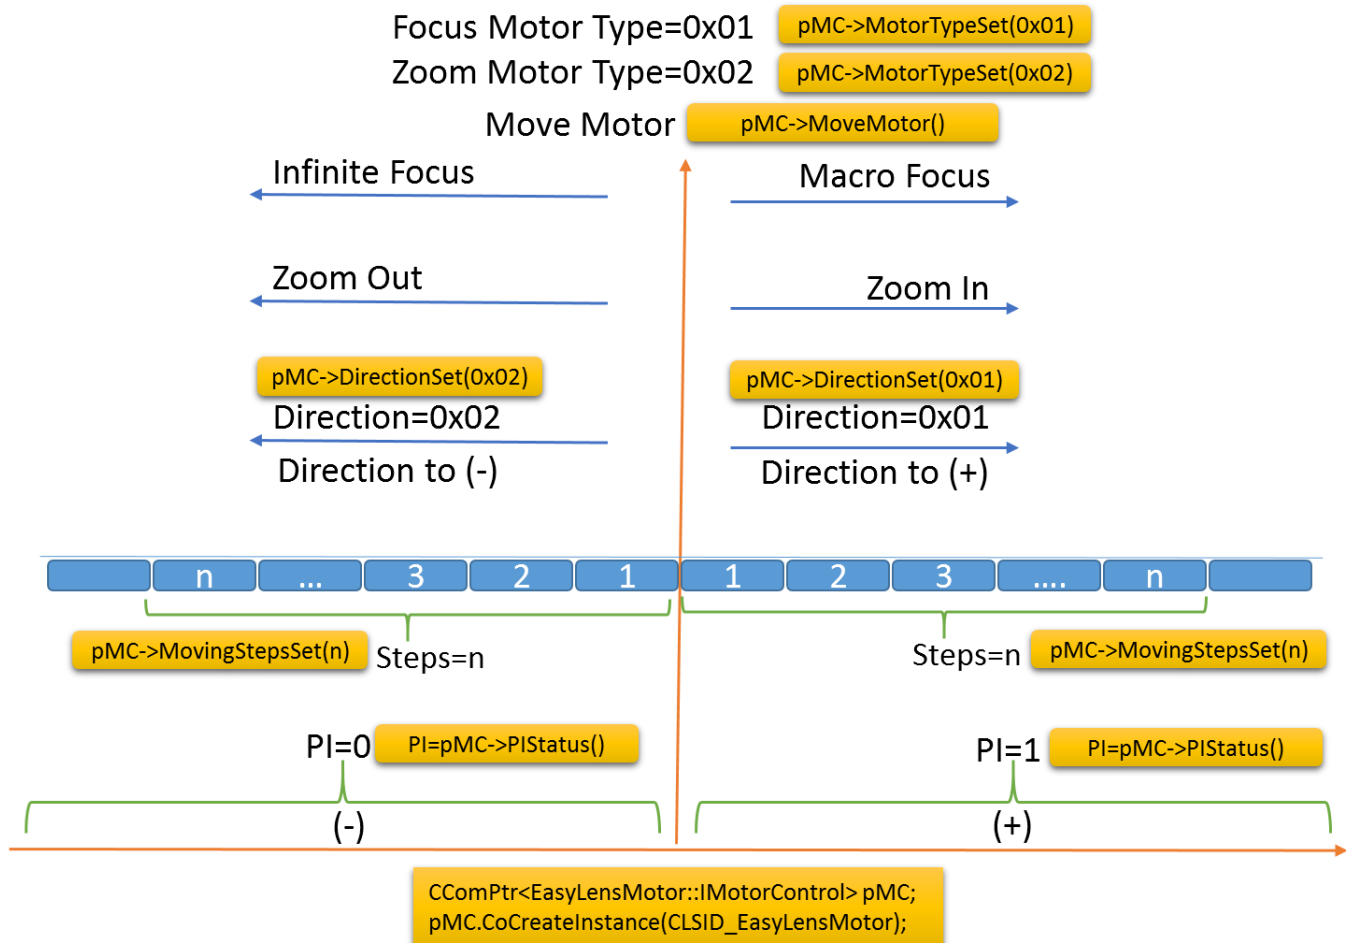 Focus Motor Type=0x01 pMC->MotorTypeSet(0x01)
Zoom Motor Type=0x02 pMC->MotorTypeSet(0x02)
Move Motor pMC->MoveMotor()
Infinite Focus Macro Focus
Zoom Out Zoom In
pMC->DirectionSet(0x02) pMC->DirectionSet(0x01)
Direction=0x02 Direction=0x01
Direction to (-) Direction to (+)
n ... 3 2 1 1 2 3 .... n
pMC->MovingStepsSet(n) Steps=n Steps=n pMC->MovingStepsSet(n)
PI=0 PI=pMC->PIStatus() PI=1 PI=pMC->PIStatus()
(-) (+)
CComPtr<EasyLensMotor::IMotorControl> pMC;
pMC.CoCreateInstance(CLSID_EasyLensMotor);